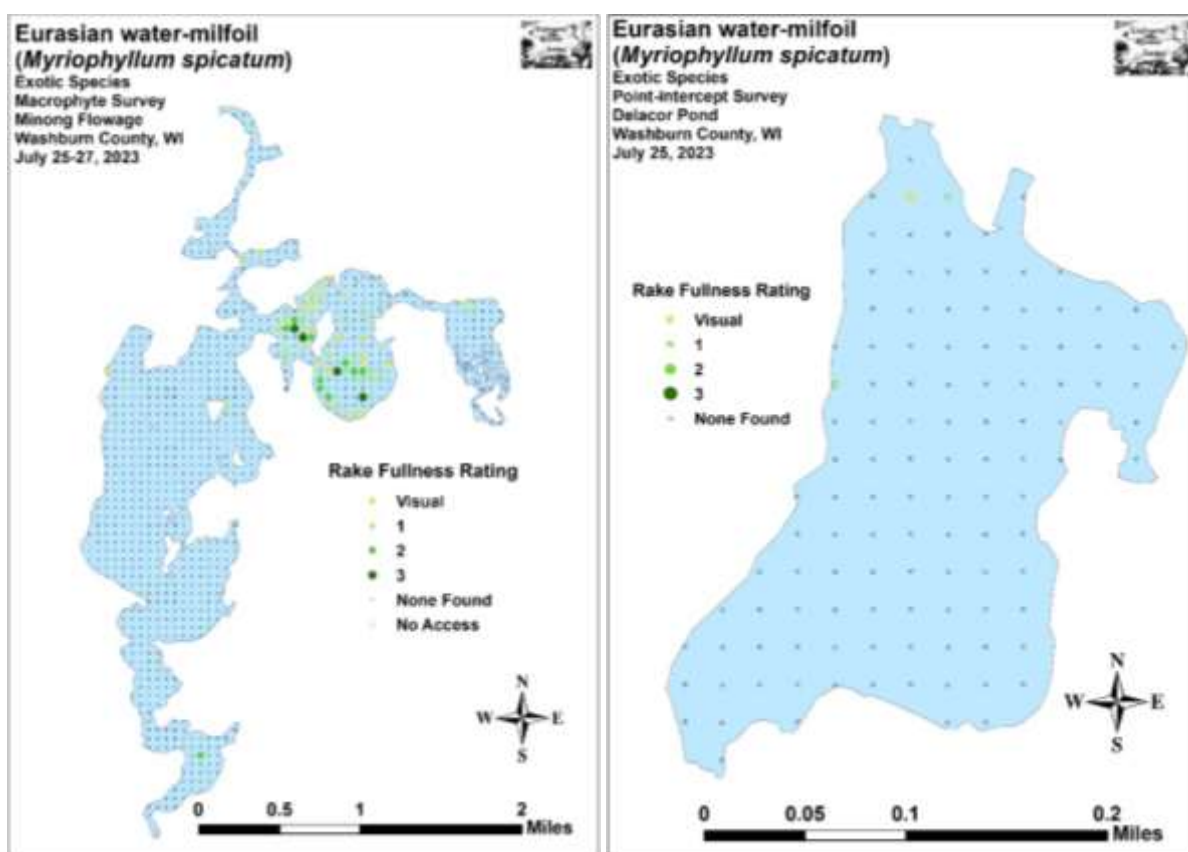 Eurasian water-milfoil
(Myriophyllum spicatum)
Exotic Species
Macrophyte Survey
Minong Flowage
Washburn County, WI
July 25-27, 2023
Rake Fullness Rating
Visual
1
2
3
None Found
No Access
N
W E
S
0 0.5 1 2
Miles
Eurasian water-milfoil
(Myriophyllum spicatum)
Exotic Species
Point-intercept Survey
Delacor Pond
Washburn County, WI
July 25, 2023
Rake Fullness Rating
Visual
1
2
3
None Found
N
W E
S
0 0.05 0.1 0.2
Miles